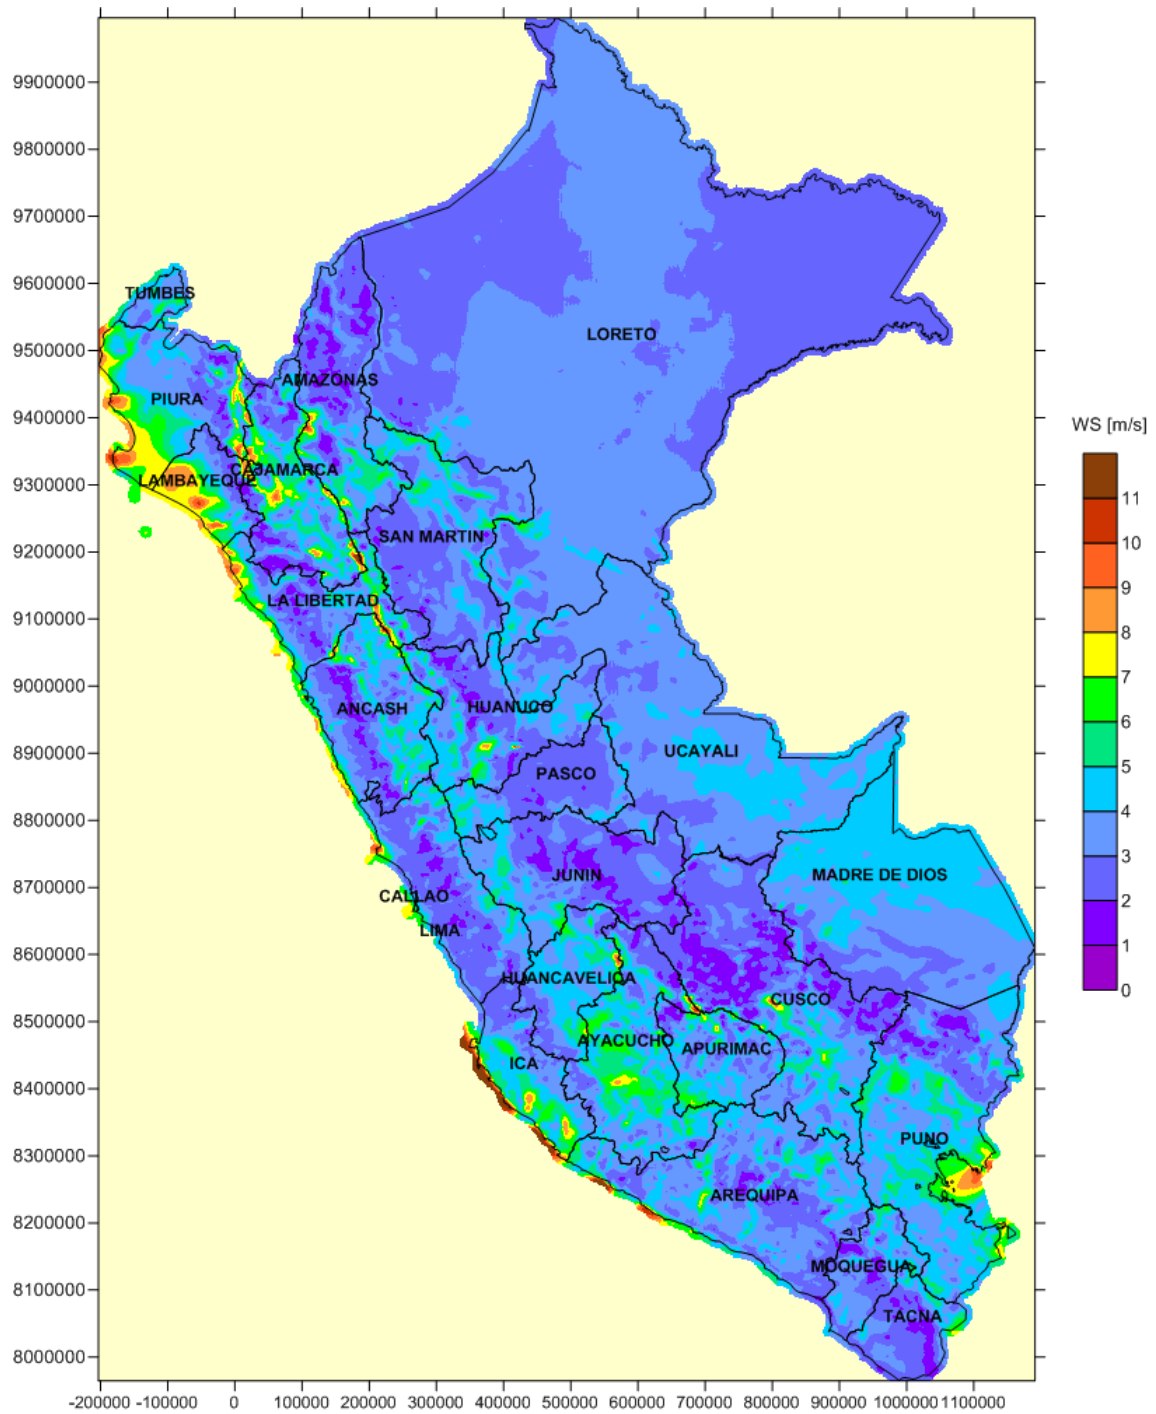 9900000
9800000
9700000
9600000
9500000
9400000
9300000
9200000
9100000
9000000
8900000
8800000
8700000
8600000
8500000
8400000
8300000
8200000
8100000
8000000
-200000 -100000 0 100000 200000 300000 400000 500000 600000 700000 800000 900000 1000000 1100000
TUMBES
LORETO
AMAZONAS
PIURA
CAJAMARCA
LAMBAYEQUE
SAN MARTIN
LA LIBERTAD
ANCASH
HUANUCO
UCAYALI
PASCO
JUNIN
MADRE DE DIOS
CALLAO
LIMA
HUANCAVELICA
CUSCO
AYACUCHO
APURIMAC
ICA
PUNO
AREQUIPA
MOQUEGUA
TACNA
WS [m/s]
11
10
9
8
7
6
5
4
3
2
1
0